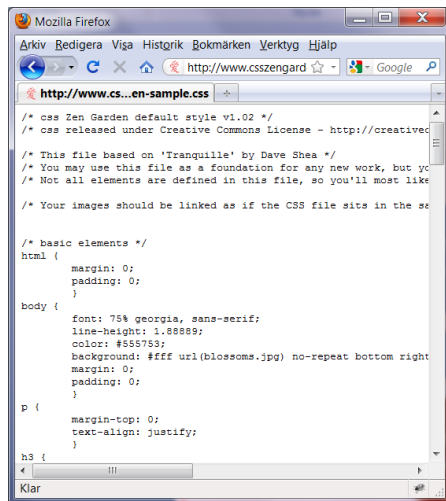 Mozilla Firefox
Arkiv Redigera Visa Historik Bokmärken Verktyg Hjälp
http://www.csszengard
Google
http://www.cs...en-sample.css
/* css Zen Garden default style v1.02 */
/* css released under Creative Commons License - http://creativec
/* This file based on 'Tranquille' by Dave Shea */
/* You may use this file as a foundation for any new work, but yo
/* Not all elements are defined in this file, so you'll most like
/* Your images should be linked as if the CSS file sits in the sa
/* basic elements */
html {
margin: 0;
padding: 0;
}
body {
font: 75% georgia, sans-serif;
line-height: 1.88889;
color: #555753;
background: #fff url(blossoms.jpg) no-repeat bottom right
margin: 0;
padding: 0;
}
p {
margin-top: 0;
text-align: justify;
}
h3 {
Klar